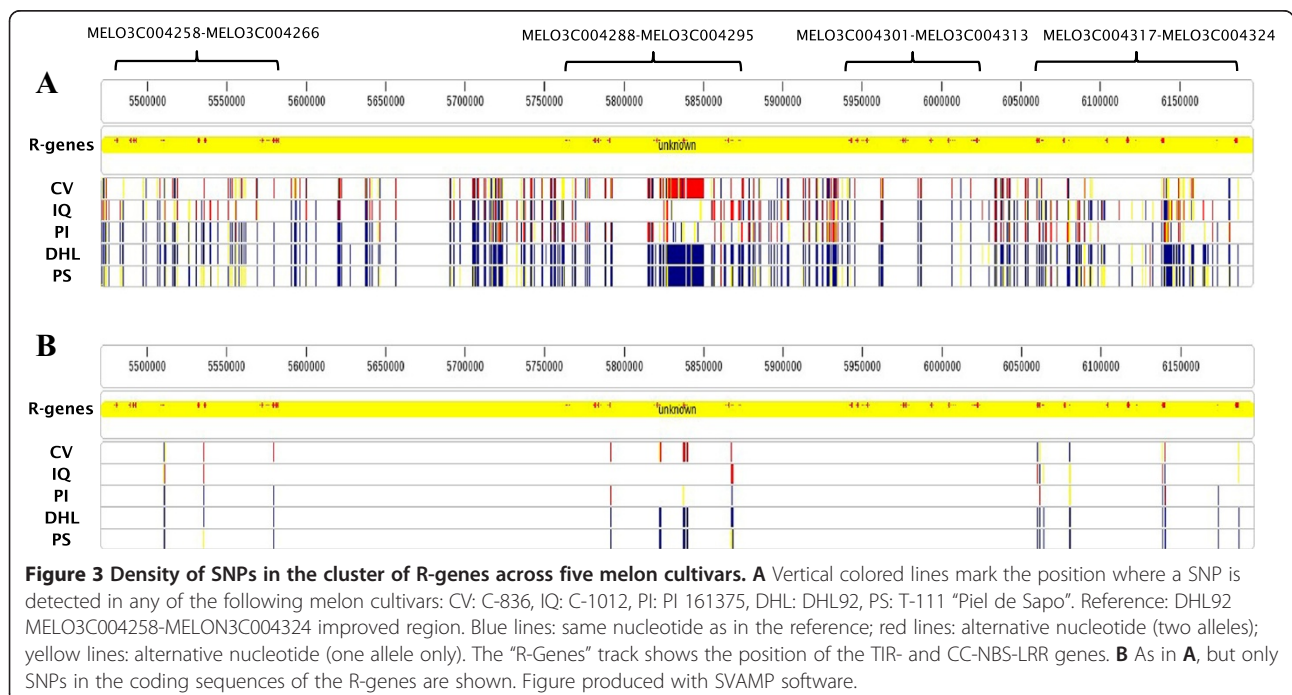 MELO3C004258-MELO3C004266 MELO3C004288-MELO3C004295 MELO3C004301-MELO3C004313 MELO3C004317-MELO3C004324
A
5500000 5550000 5600000 5650000 5700000 5750000 5800000 5850000 5900000 5950000 6000000 6050000 6100000 6150000
R-genes unknown
CV
IQ
PI
DHL
PS
B
5500000 5550000 5600000 5650000 5700000 5750000 5800000 5850000 5900000 5950000 6000000 6050000 6100000 6150000
R-genes unknown
CV
IQ
PI
DHL
PS
Figure 3 Density of SNPs in the cluster of R-genes across five melon cultivars. A Vertical colored lines mark the position where a SNP is
detected in any of the following melon cultivars: CV: C-836, IQ: C-1012, PI: PI 161375, DHL: DHL92, PS: T-111 “Piel de Sapo”. Reference: DHL92
MELO3C004258-MELON3C004324 improved region. Blue lines: same nucleotide as in the reference; red lines: alternative nucleotide (two alleles);
yellow lines: alternative nucleotide (one allele only). The “R-Genes” track shows the position of the TIR- and CC-NBS-LRR genes. B As in A, but only
SNPs in the coding sequences of the R-genes are shown. Figure produced with SVAMP software.